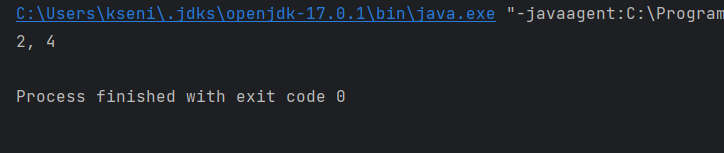 C:\Users\kseni\.jdks\openjdk-17.0.1\bin\java.exe "-javaagent:C:\Program
2, 4
Process finished with exit code 0